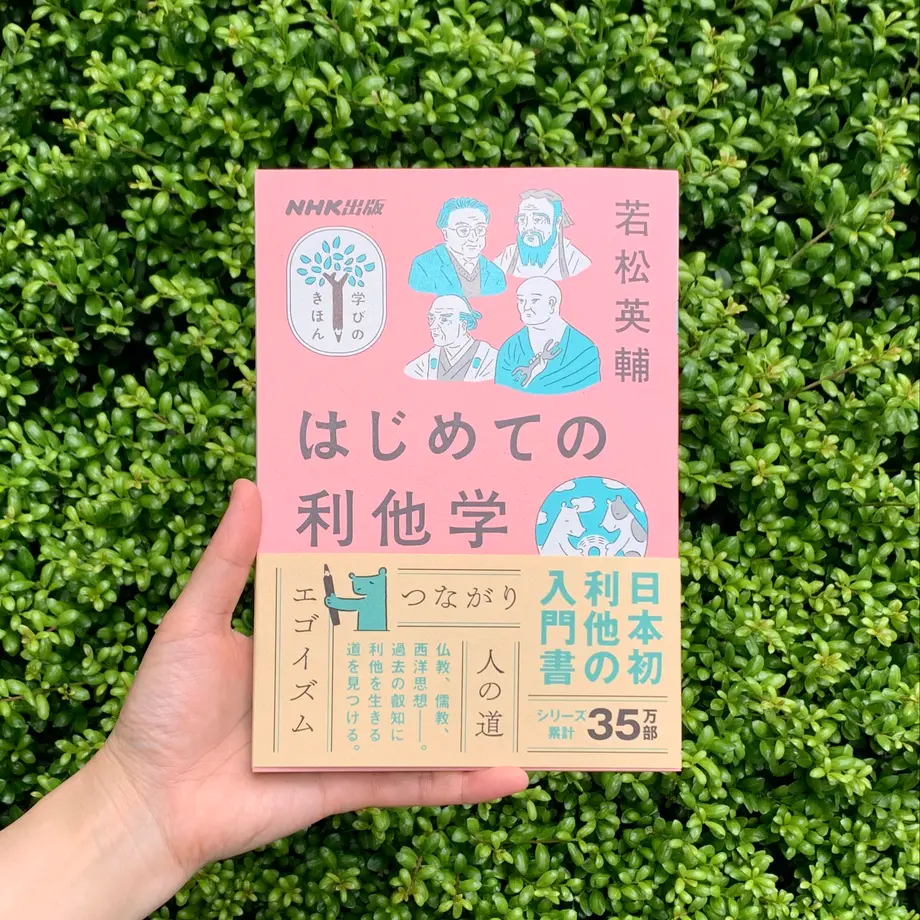 NHK出版
学びの
きほん
若松英輔
はじめての
利他学
エゴイズム
つながり
仏教、儒教、
西洋思想――。
過去の叡知に
利他を生きる
道を見つける。
人の道
日本初
利他の
入門書
シリーズ
累計
35万部